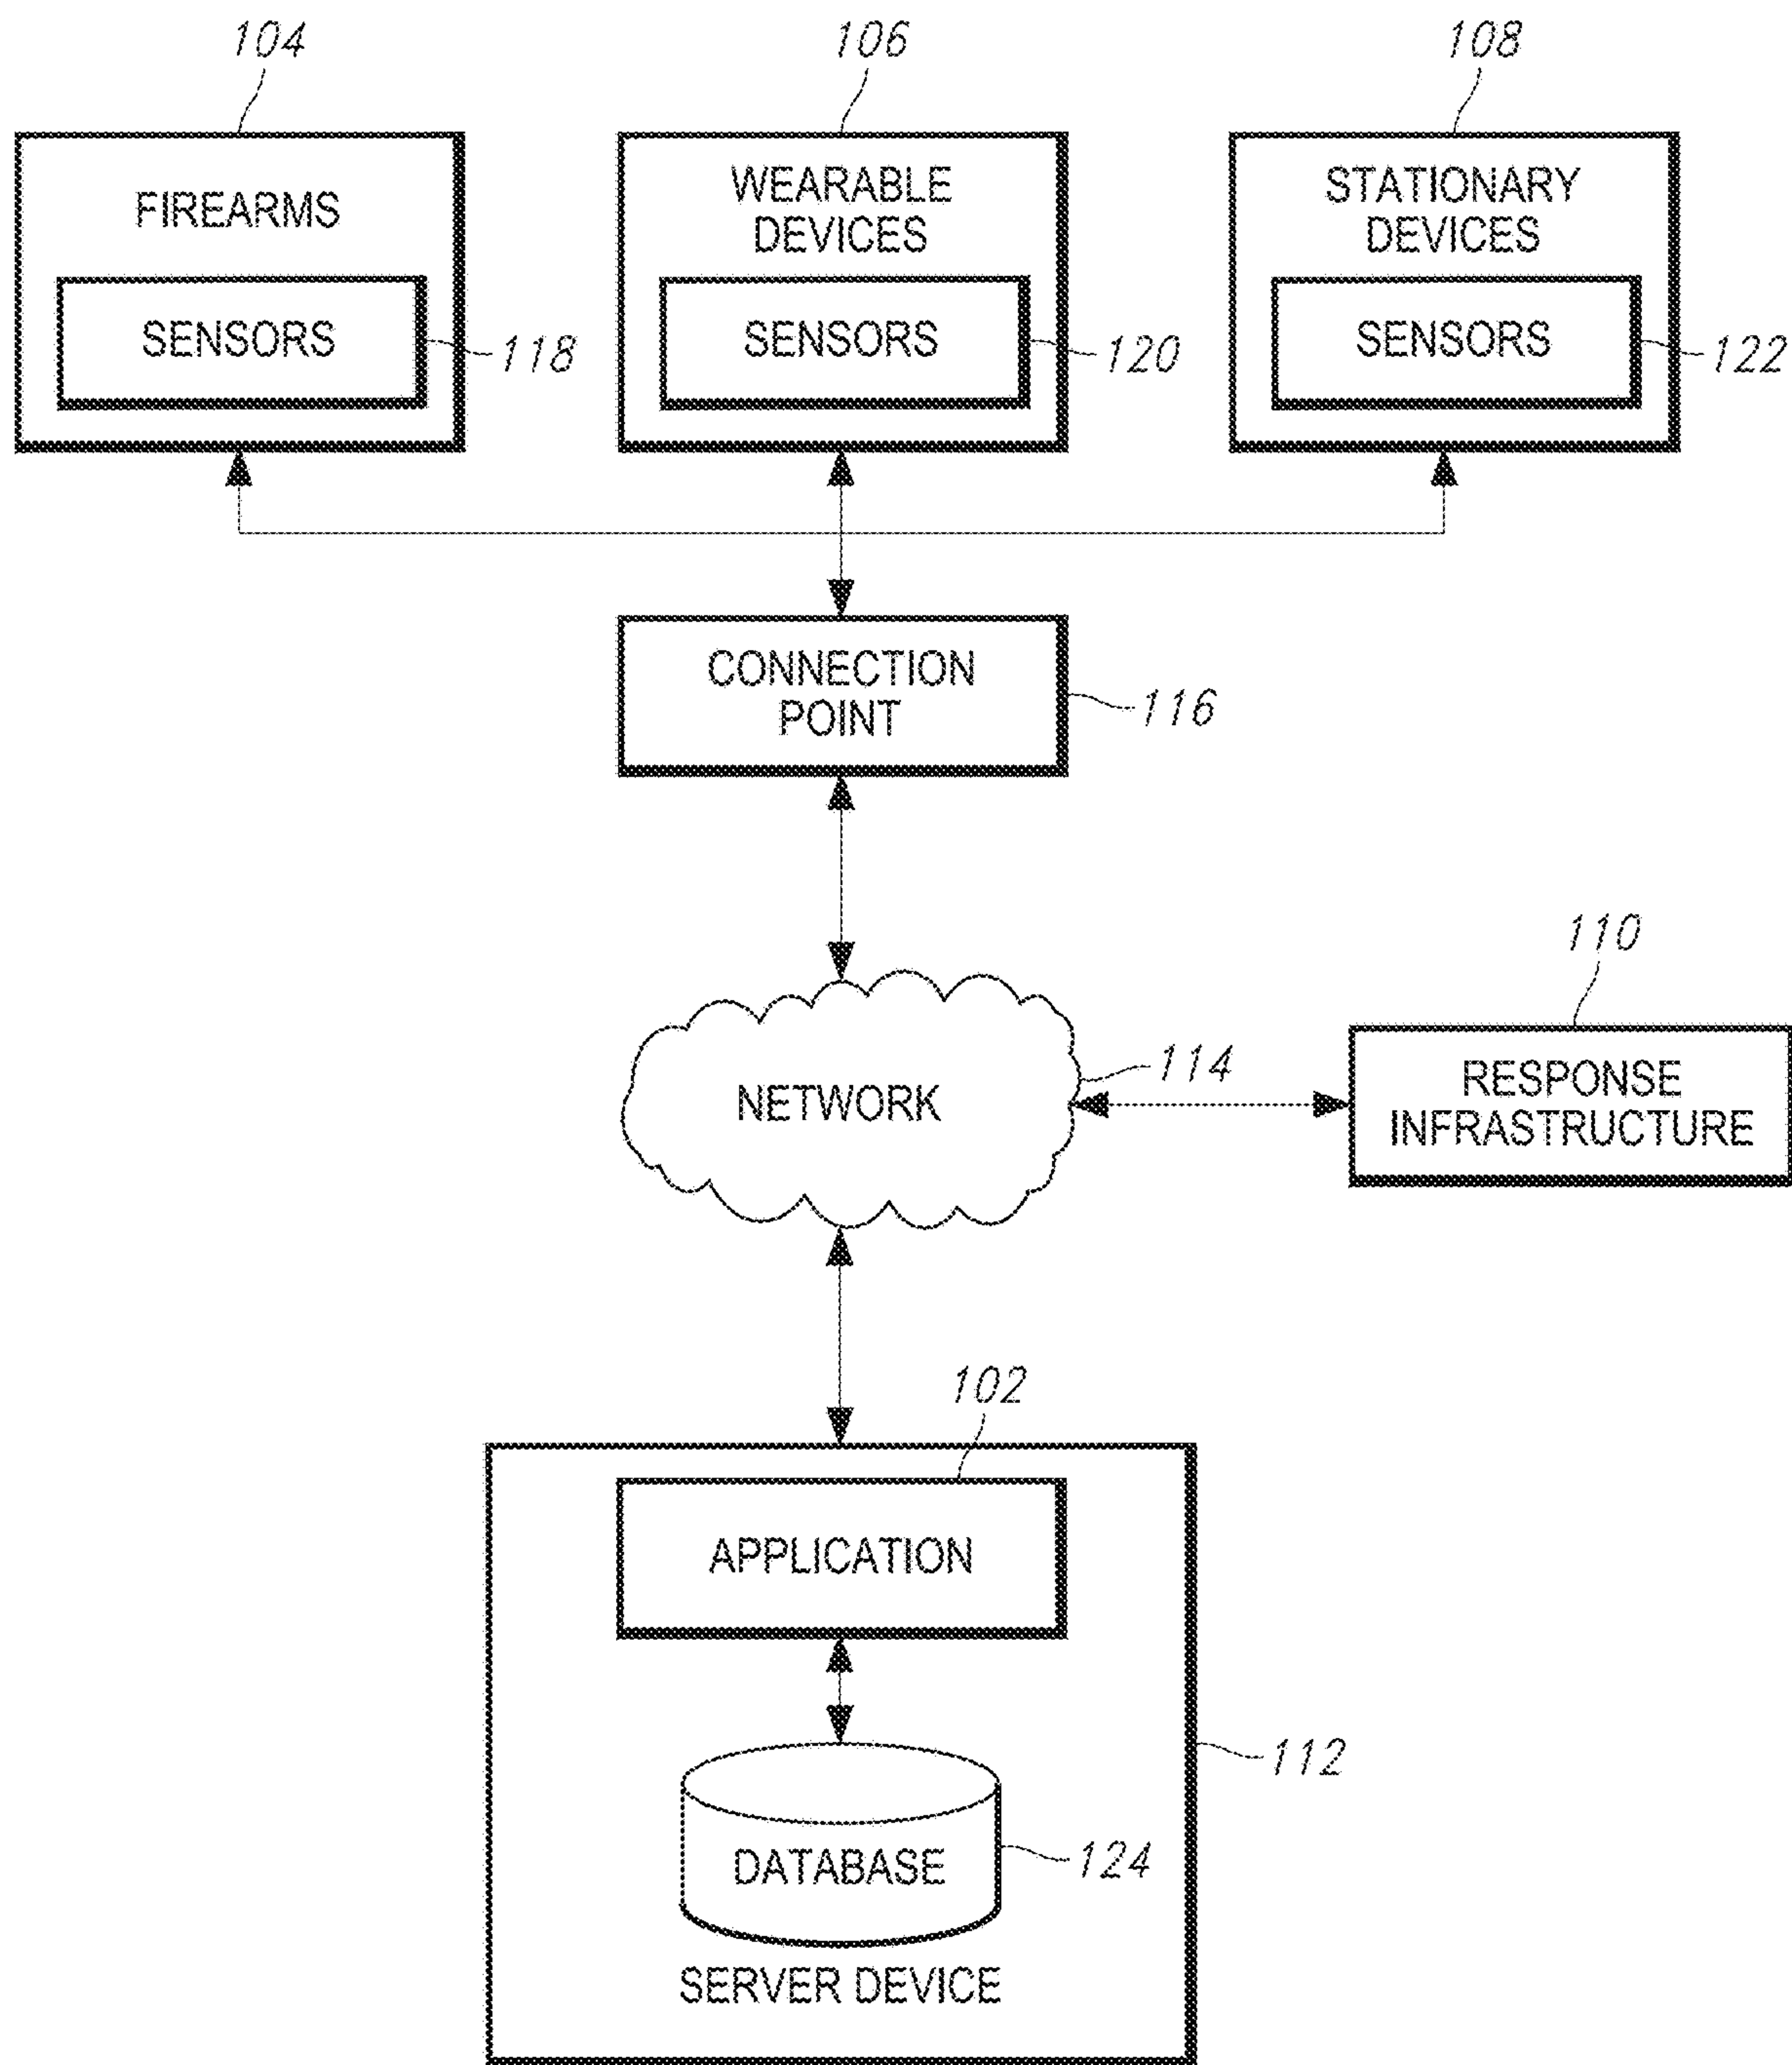 104
106
108
FIREARMS
WEARABLE
DEVICES
STATIONARY
DEVICES
SENSORS
118
SENSORS
120
SENSORS
122
CONNECTION
POINT
116
110
NETWORK
114
RESPONSE
INFRASTRUCTURE
102
APPLICATION
112
DATABASE
124
SERVER DEVICE